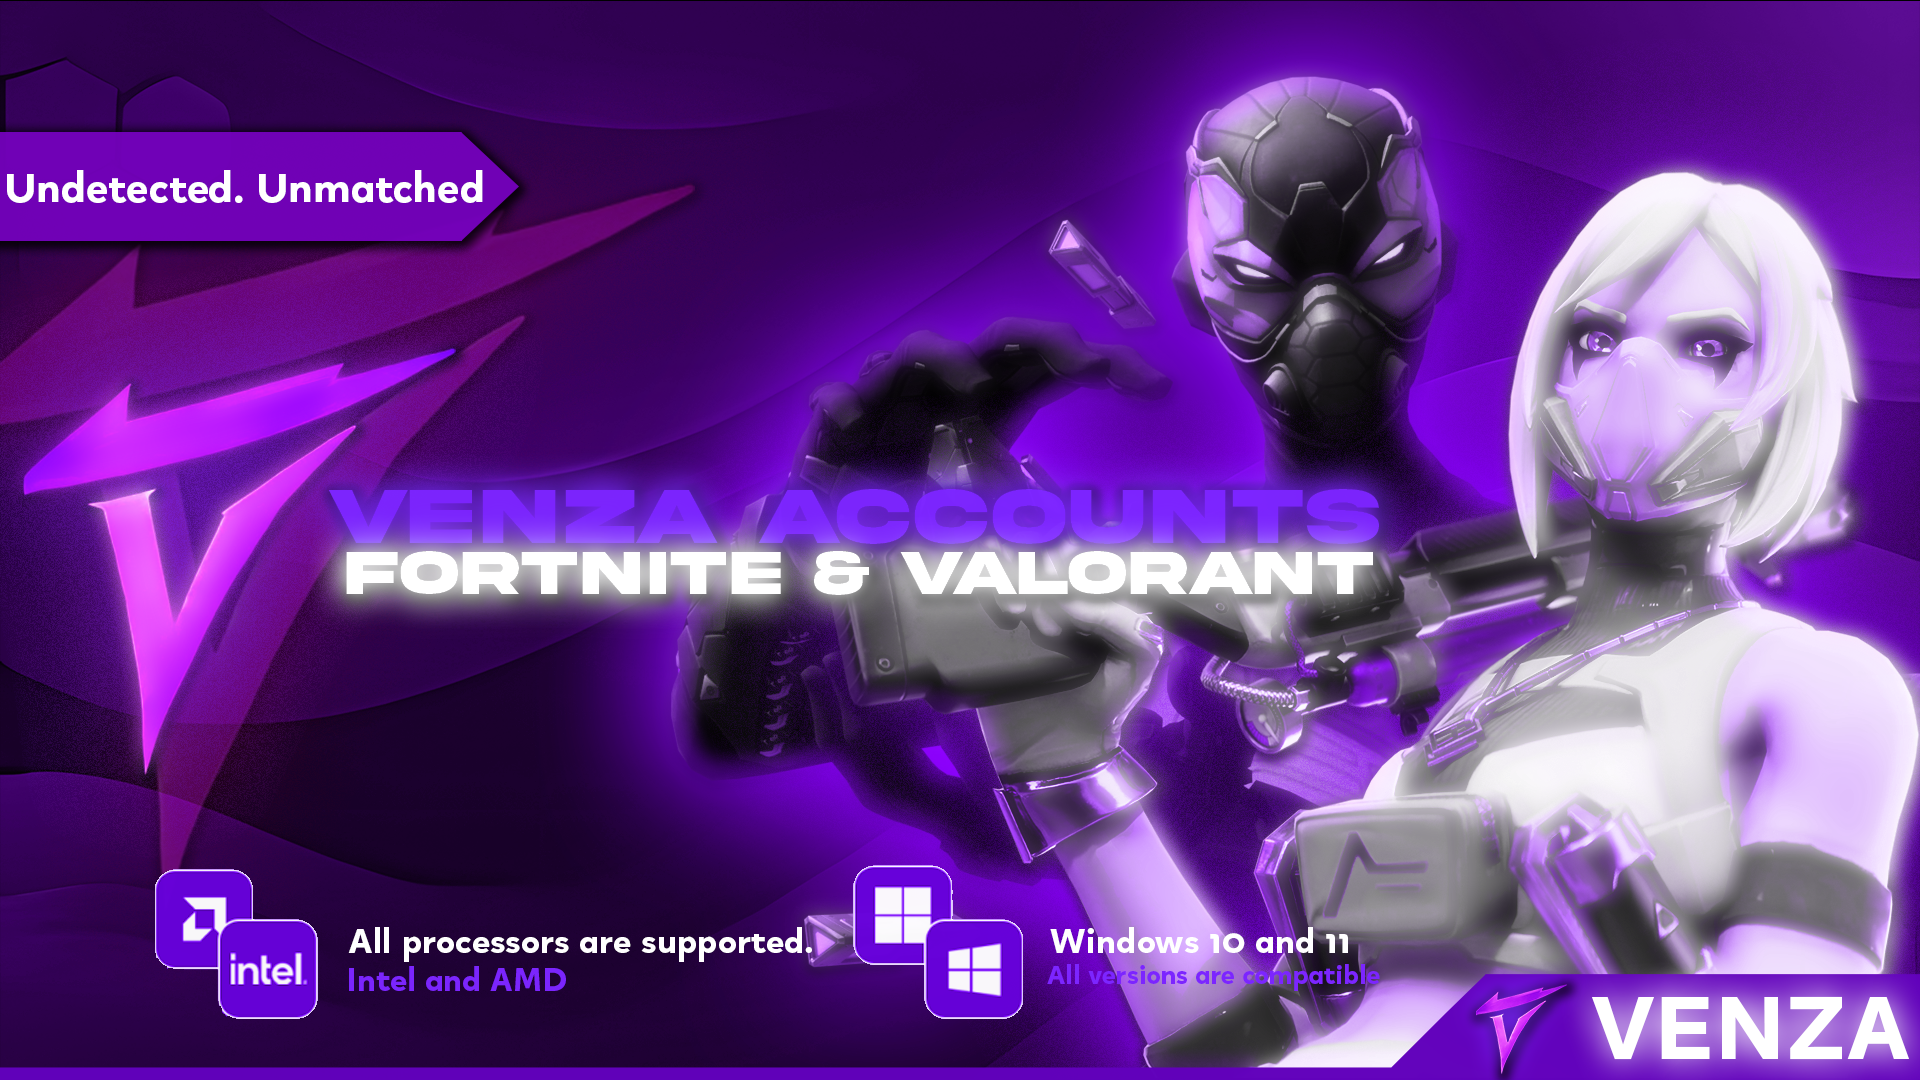 Undetected. Unmatched
VENZA ACCOUNTS
FORTNITE & VALORANT
intel.
All processors are supported.
Intel and AMD
Windows 10 and 11
All versions are compatible
VENZA